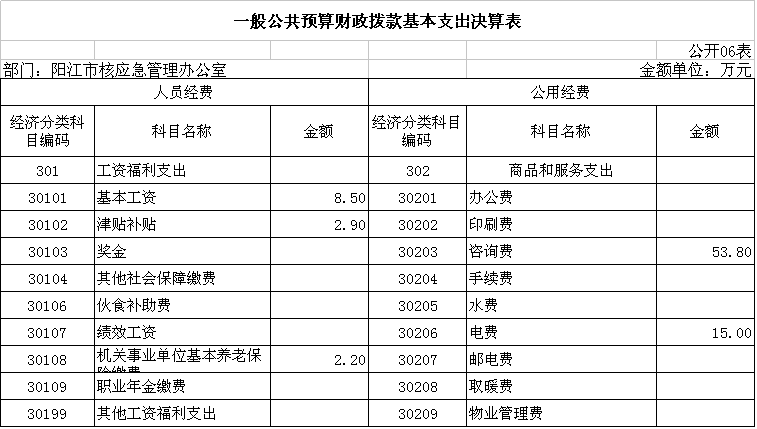 一般公共预算财政拨款基本支出决算表
公开06表
部门：阳江市核应急管理办公室 金额单位：万元
人员经费 公用经费
经济分类科目编码 科目名称 金额 经济分类科目编码 科目名称 金额
301 工资福利支出 302 商品和服务支出
30101 基本工资 8.50 30201 办公费
30102 津贴补贴 2.90 30202 印刷费
30103 奖金 30203 咨询费 53.80
30104 其他社会保障缴费 30204 手续费
30106 伙食补助费 30205 水费
30107 绩效工资 30206 电费 15.00
30108 机关事业单位基本养老保险缴费 2.20 30207 邮电费
30109 职业年金缴费 30208 取暖费
30199 其他工资福利支出 30209 物业管理费